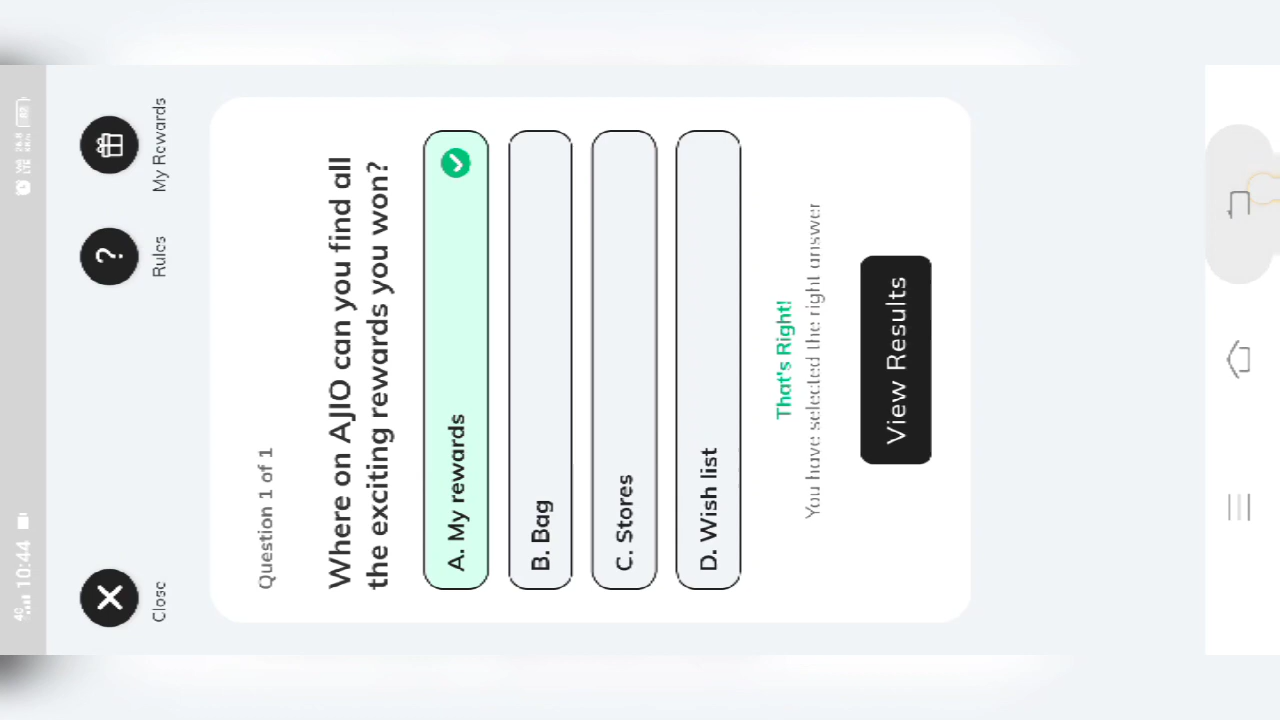 4G 10:44
Close
Rules
My Rewards
Question 1 of 1
Where on AJIO can you find all
the exciting rewards you won?
A. My rewards
B. Bag
C. Stores
D. Wish list
That's Right!
You have selected the right answer
View Results